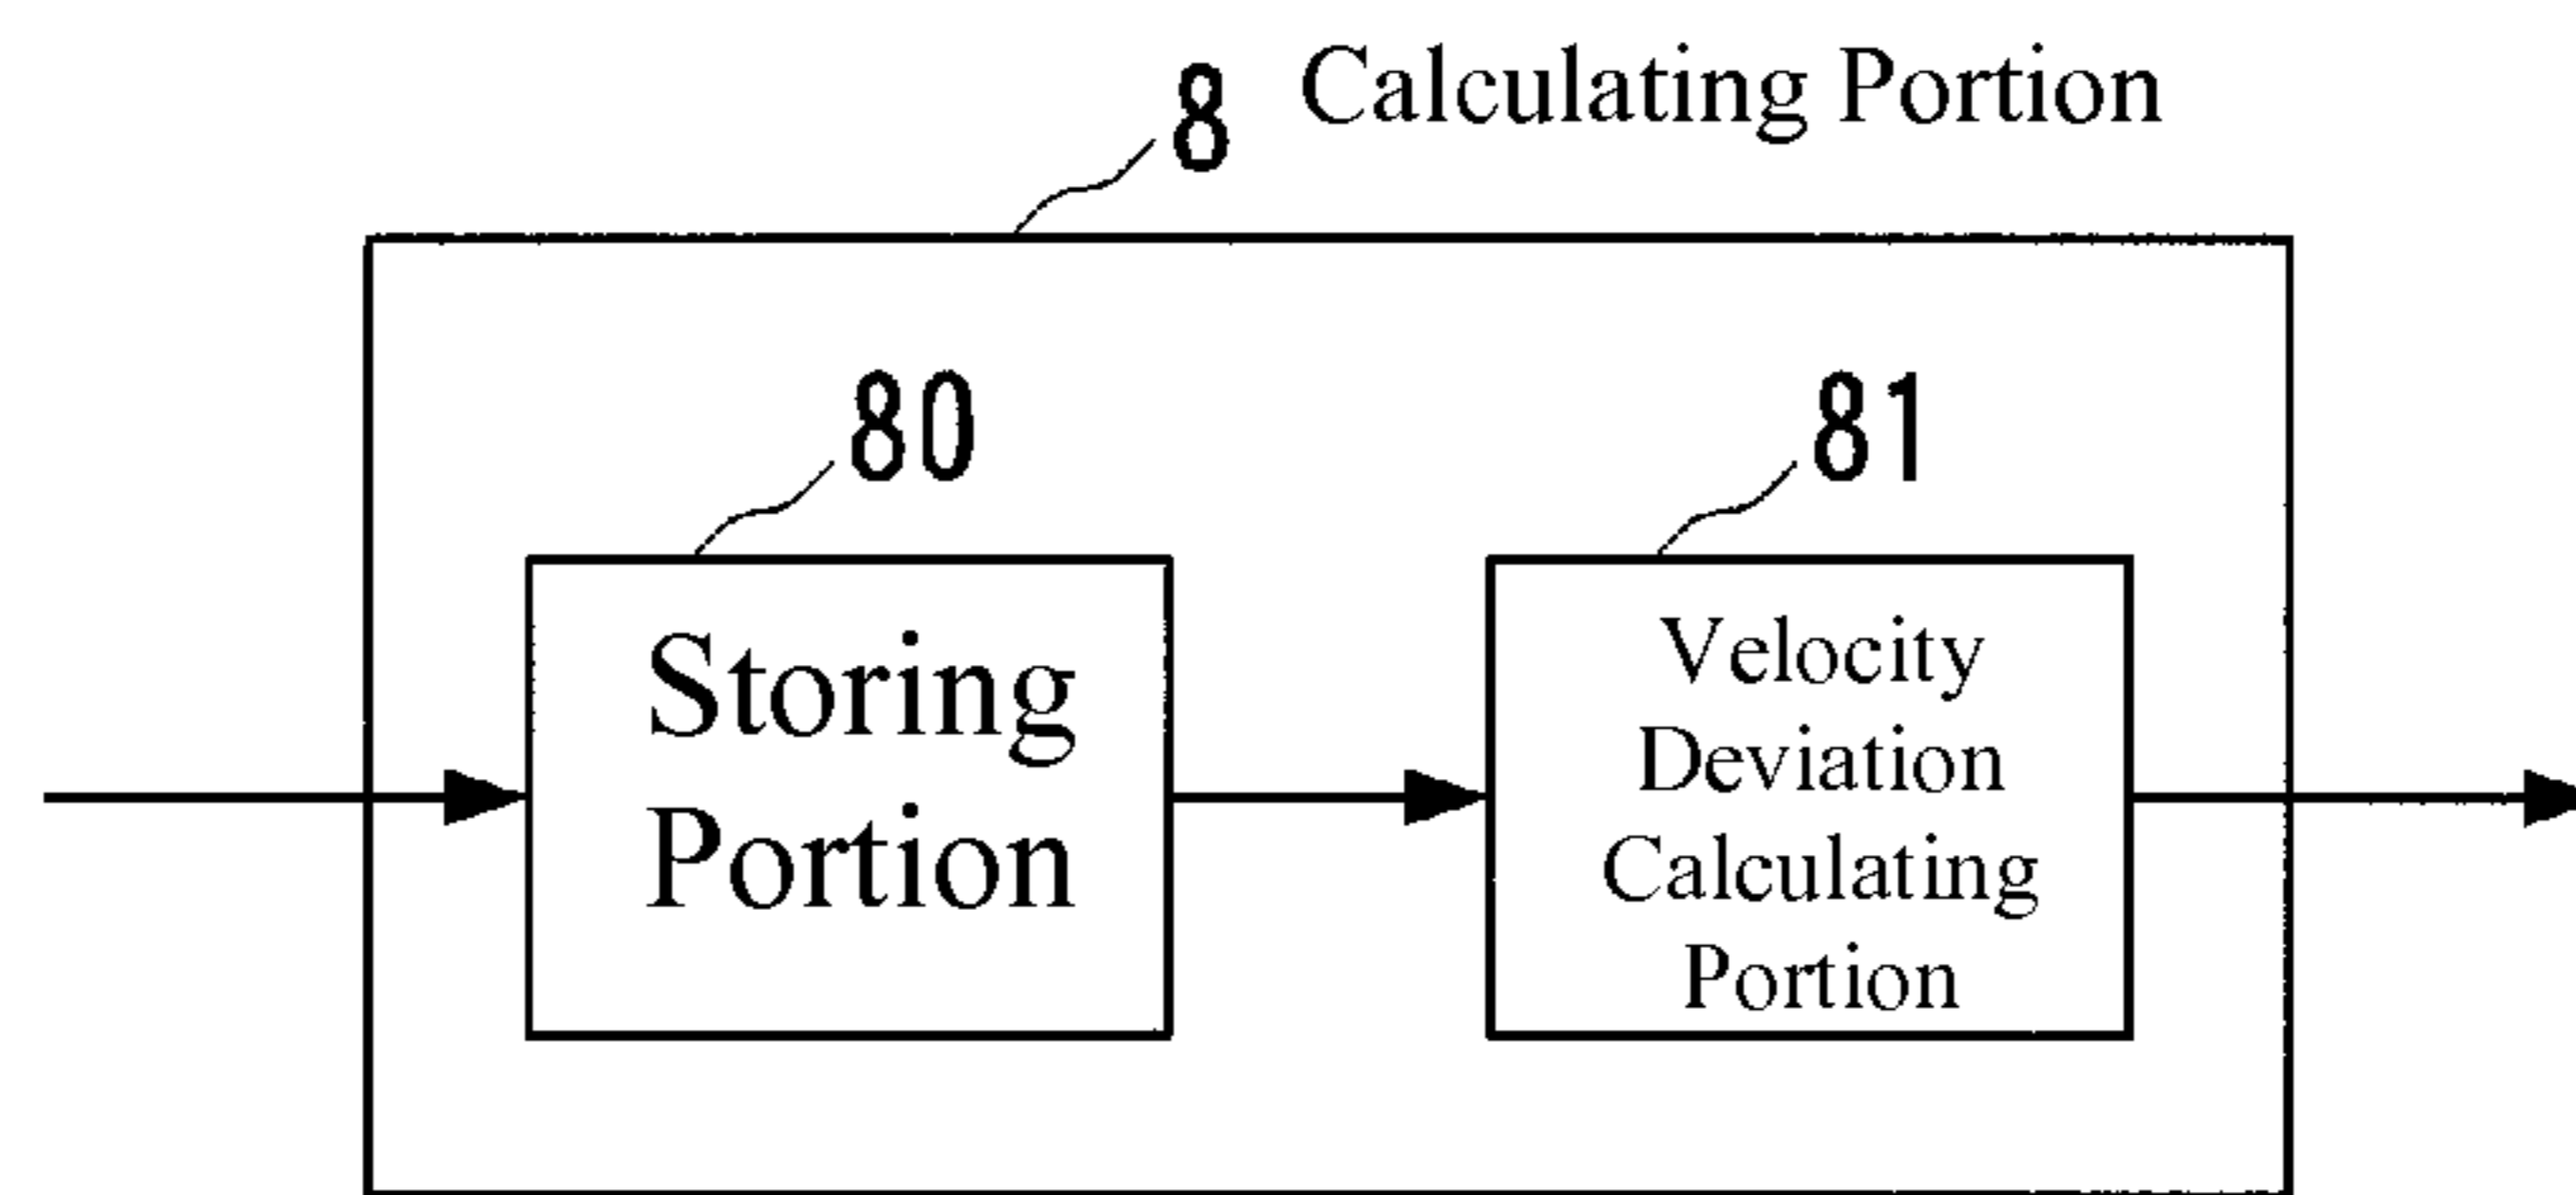 8 Calculating Portion
80
81
Storing
Portion
Velocity
Deviation
Calculating
Portion